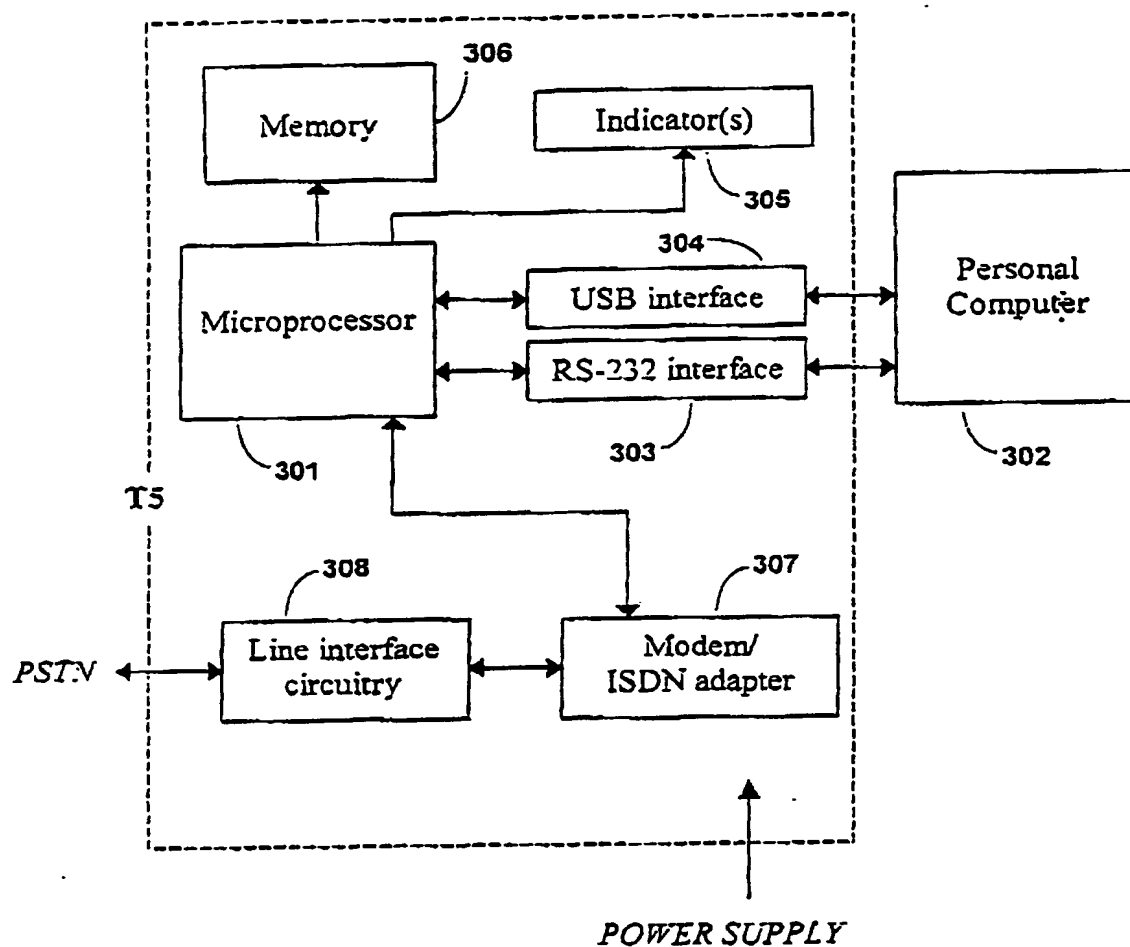 306
Memory
Indicator(s)
305
304
Microprocessor
USB interface
Personal
Computer
RS-232 interface
301
303
302
T5
308
307
PSTN
Line interface
circuitry
Modem/
ISDN adapter
POWER SUPPLY